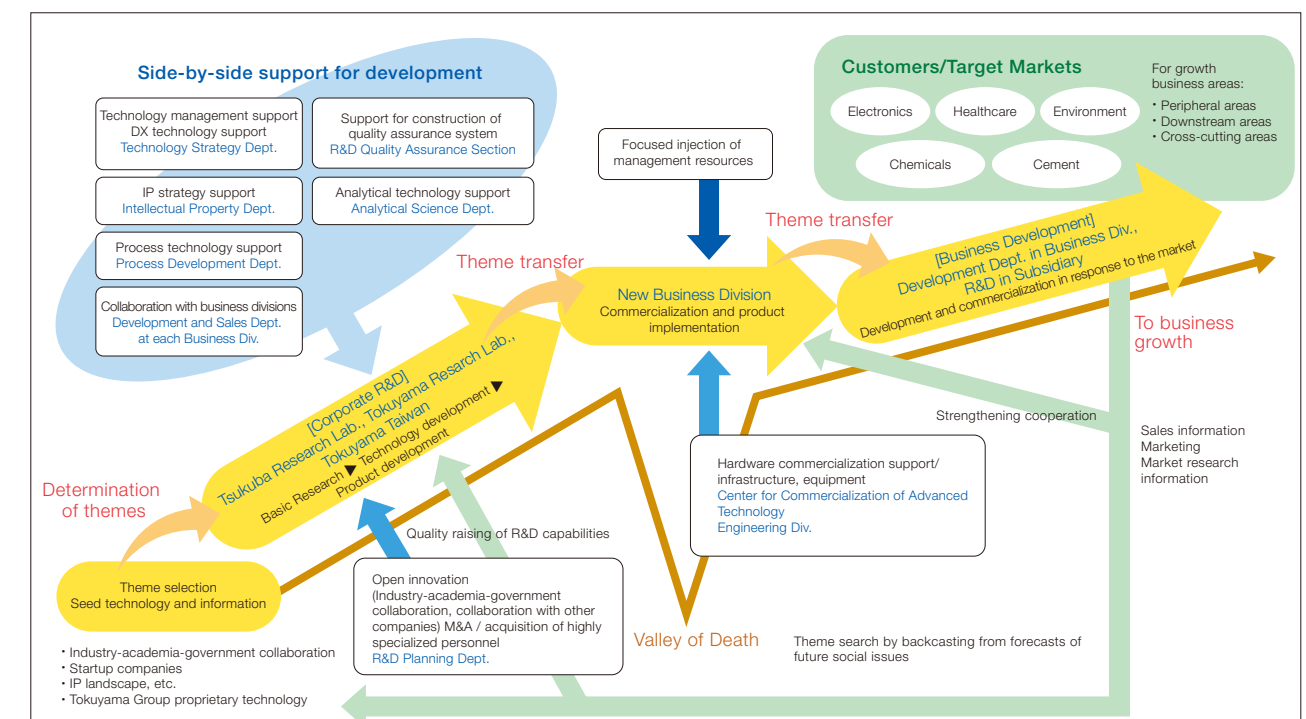 Side-by-side support for development
Technology management support
DX technology support
Technology Strategy Dept.
Support for construction of
quality assurance system
R&D Quality Assurance Section
IP strategy support
Intellectual Property Dept.
Analytical technology support
Analytical Science Dept.
Process technology support
Process Development Dept.
Collaboration with business divisions
Development and Sales Dept.
at each Business Div.
Focused injection of
management resources
Customers/Target Markets
Electronics
Healthcare
Environment
Chemicals
Cement
For growth
business areas:
・Peripheral areas
・Downstream areas
・Cross-cutting areas
Theme transfer
Theme transfer
[Business Development]
Development Dept. in Business Div.,
R&D in Subsidiary
Development and commercialization in response to the market
New Business Division
Commercialization and product
implementation
To business
growth
[Corporate R&D]
Tsukuba Research Lab., Tokuyama Resarch Lab.,
Tokuyama Taiwan
Basic Research ▼ Technology development ▼
Product development
Strengthening cooperation
Sales information
Marketing
Market research
information
Determination
of themes
Hardware commercialization support/
infrastructure, equipment
Center for Commercialization of Advanced
Technology
Engineering Div.
Quality raising of R&D capabilities
Theme selection
Seed technology and information
Open innovation
(Industry-academia-government
collaboration, collaboration with other
companies) M&A / acquisition of highly
specialized personnel
R&D Planning Dept.
Valley of Death
Theme search by backcasting from forecasts of
future social issues
・Industry-academia-government collaboration
・Startup companies
・IP landscape, etc.
・Tokuyama Group proprietary technology